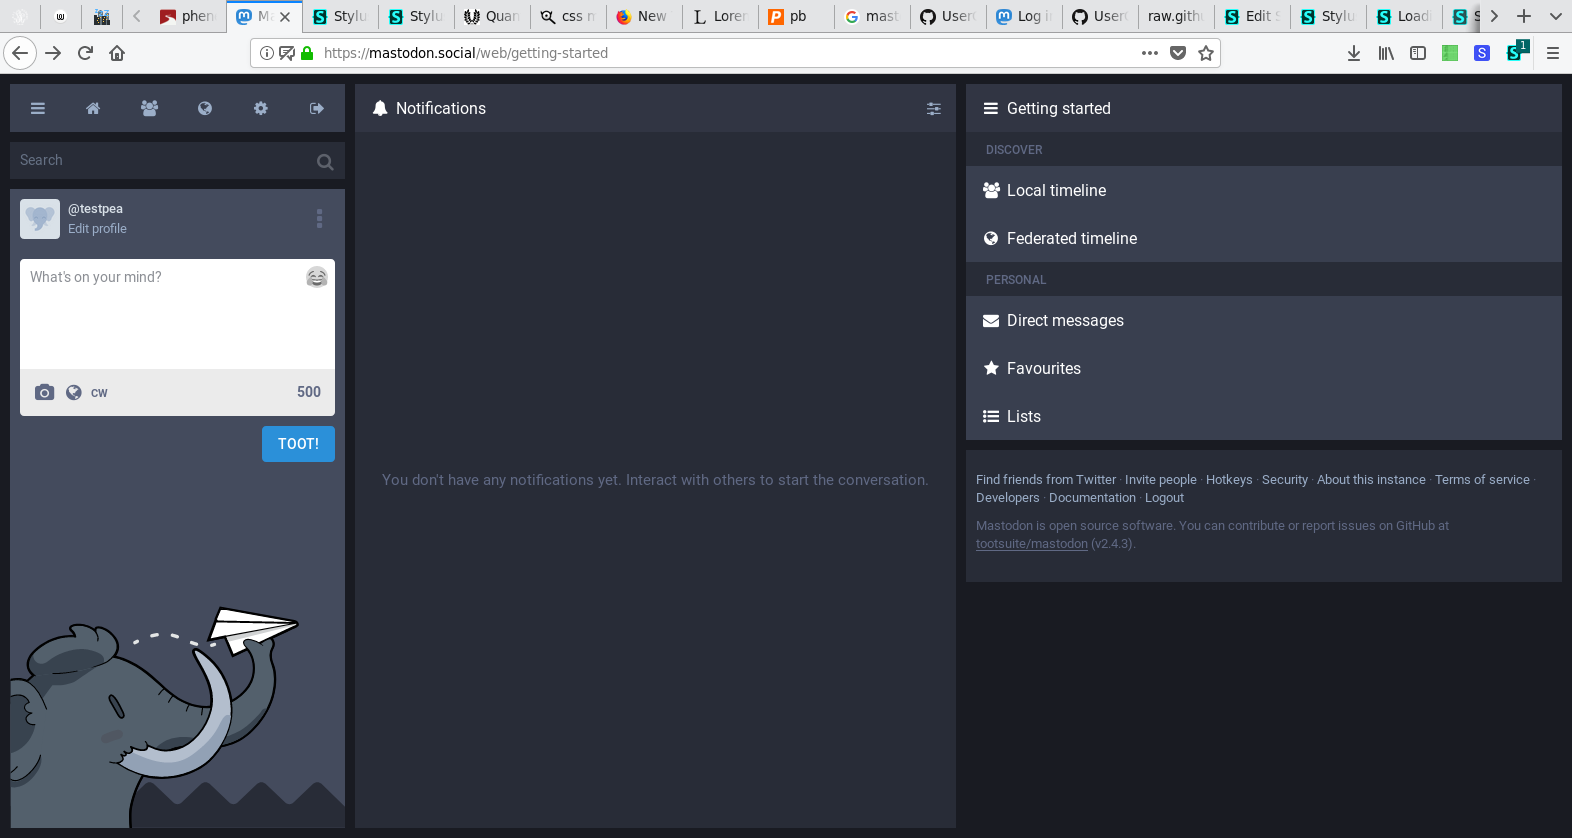 phen
Ma
Stylu
Stylu
Quan
css m
New
Loren
pb
mast
User
Log i
User
raw.githu
Edit S
Stylu
Loadi
S
https://mastodon.social/web/getting-started
S
1
Notifications
Getting started
Search
DISCOVER
@testpea
Edit profile
Local timeline
Federated timeline
What's on your mind?
PERSONAL
Direct messages
Favourites
CW
500
Lists
TOOT!
You don't have any notifications yet. Interact with others to start the conversation.
Find friends from Twitter · Invite people · Hotkeys · Security · About this instance · Terms of service ·
Developers · Documentation · Logout
Mastodon is open source software. You can contribute or report issues on GitHub at
tootsuite/mastodon (v2.4.3).